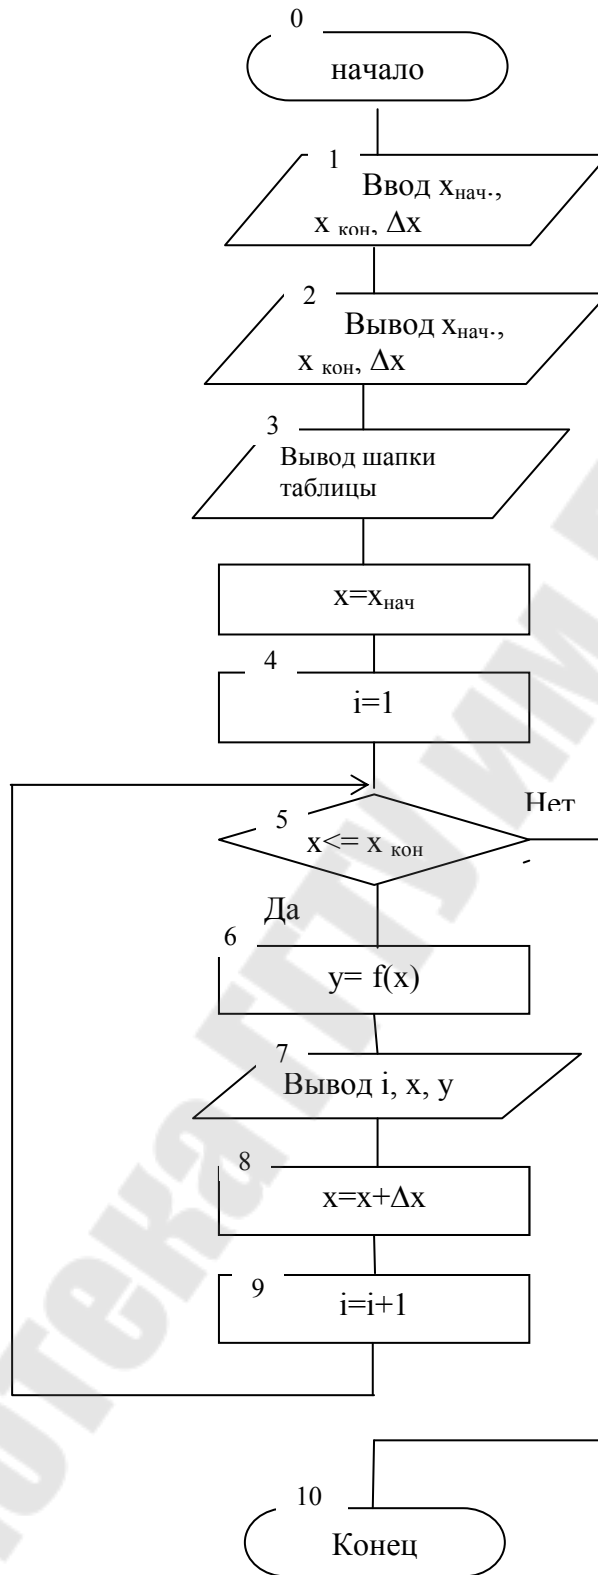 0
начало
1
Ввод xнач.,
x кон, Δx
2
Вывод xнач.,
x кон, Δx
3
Вывод шапки
таблицы
x=xнач
4
i=1
Нет
5
x<= x кон
Да
6
y= f(x)
7
Вывод i, x, y
8
x=x+Δx
9
i=i+1
10
Конец